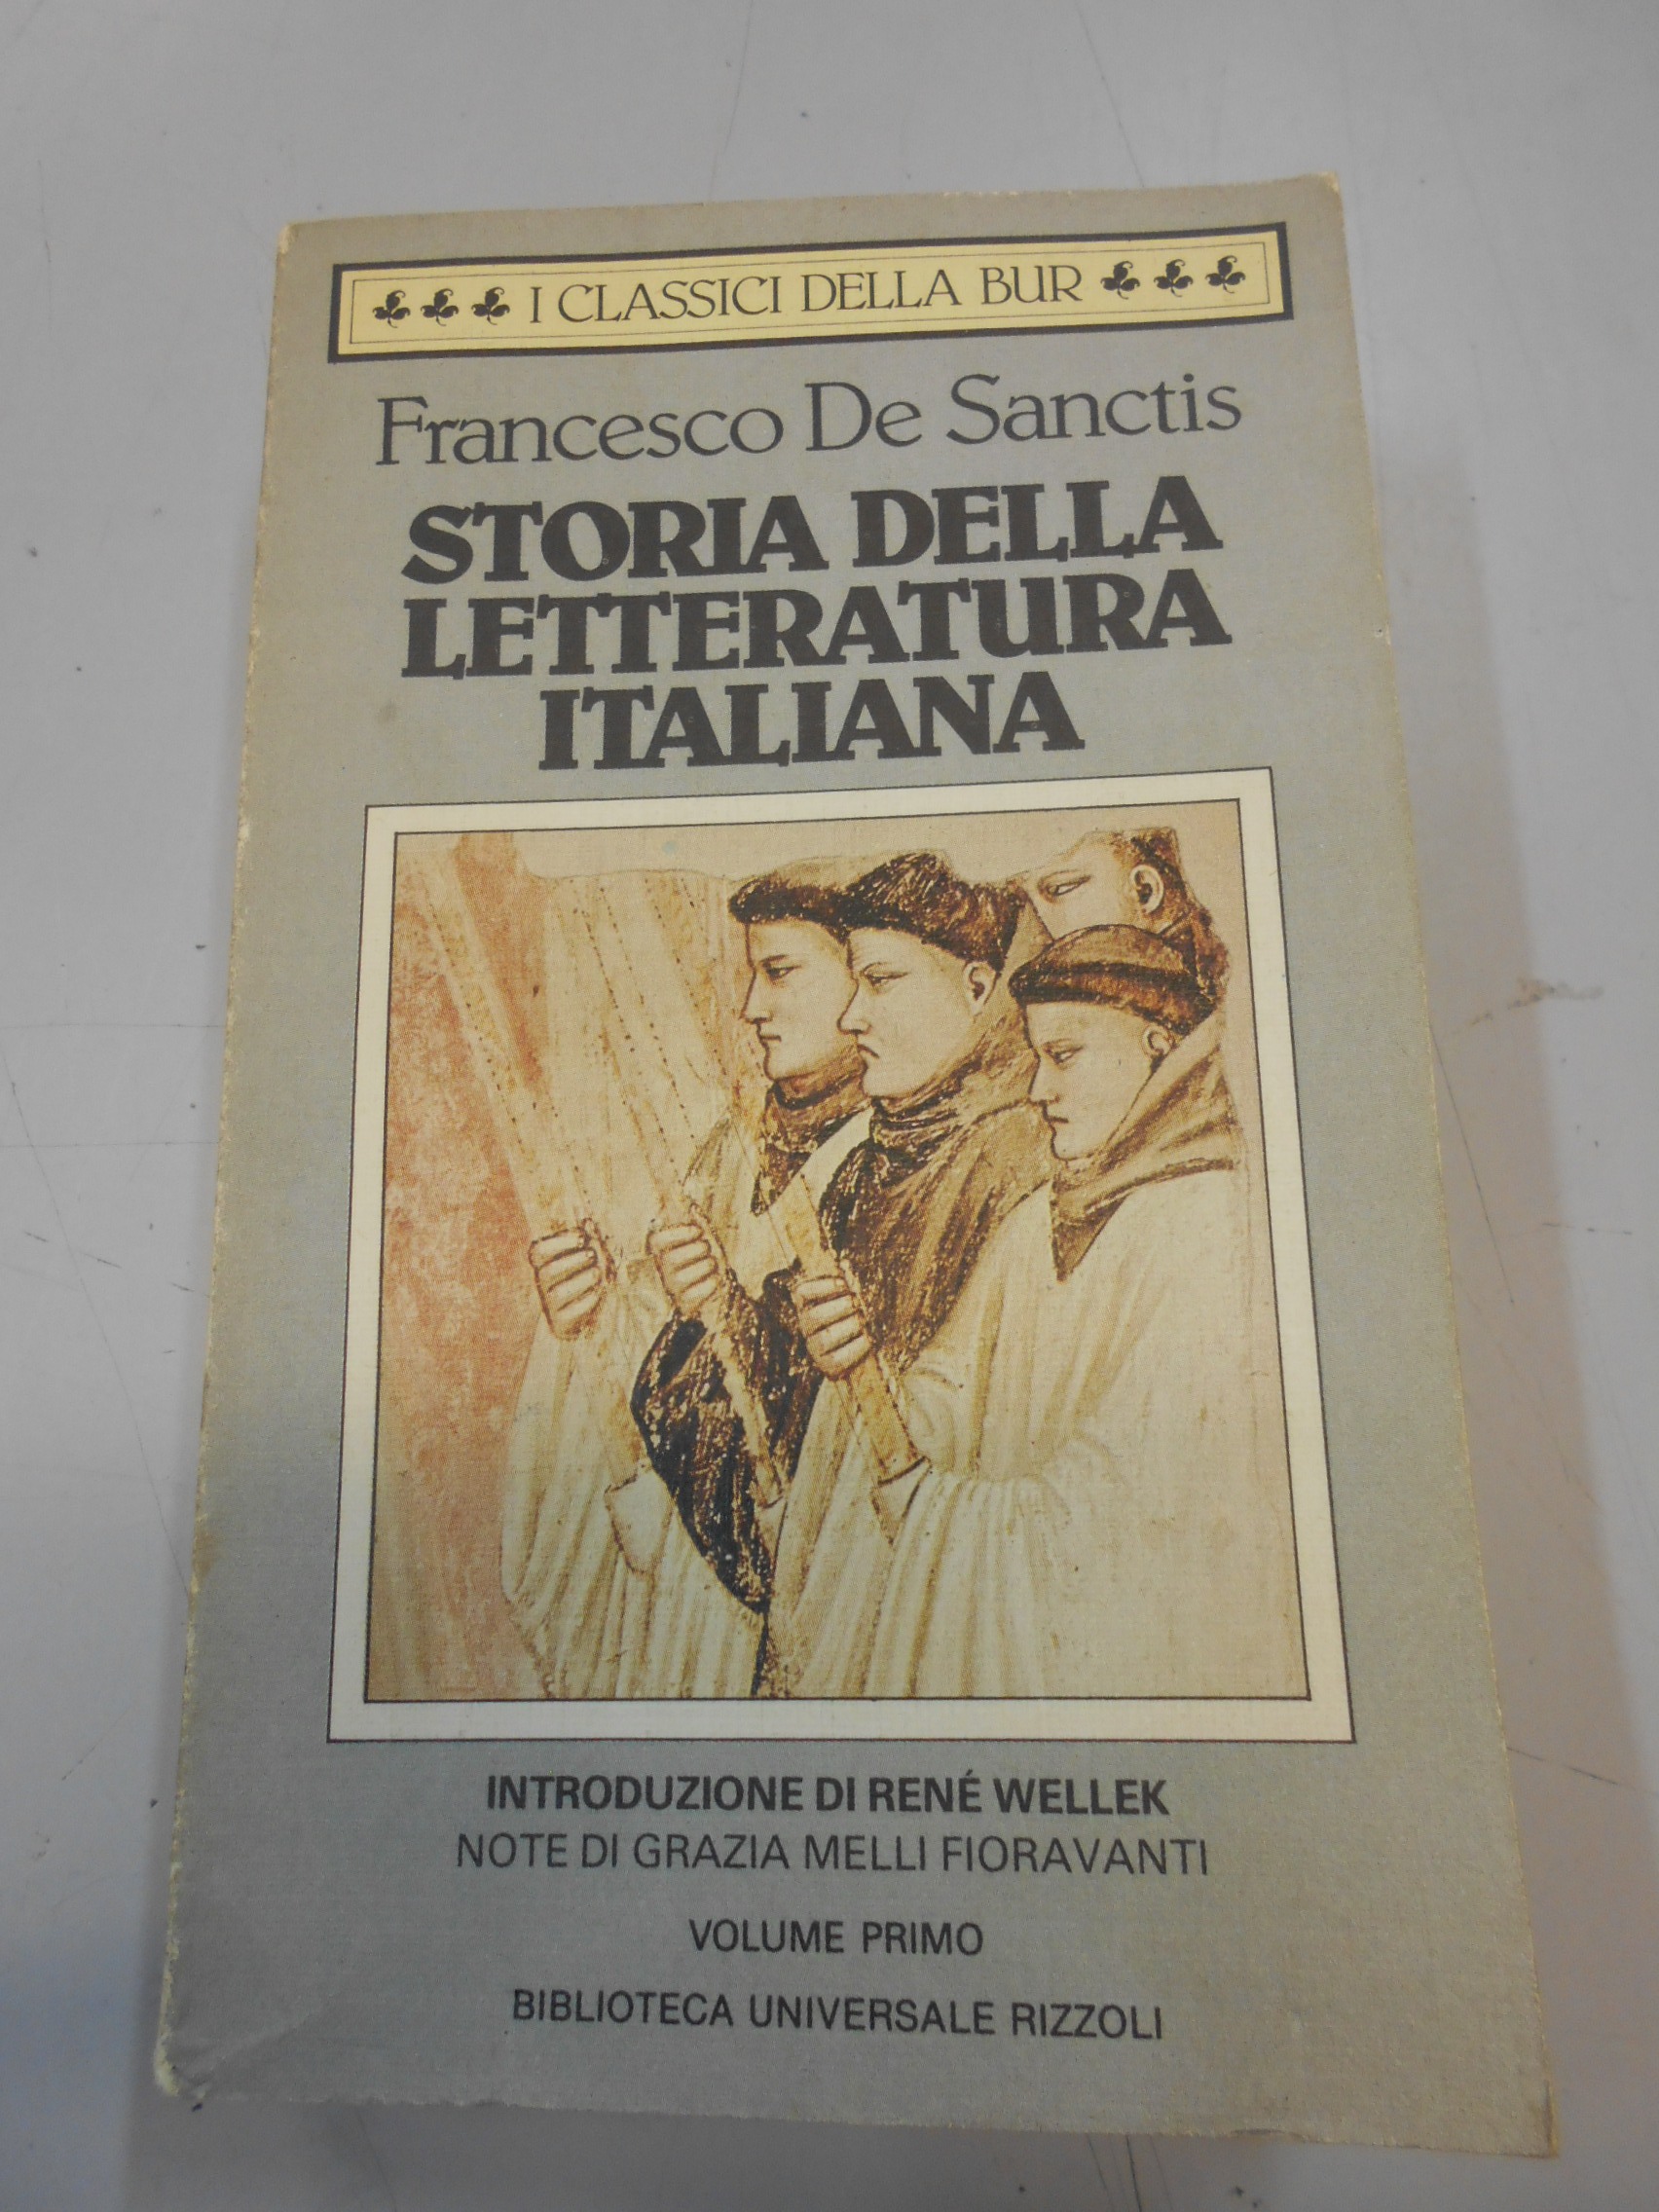 I CLASSICI DELLA BUR
Francesco De Sanctis
STORIA DELLA
LETTERATURA
ITALIANA
INTRODUZIONE DI RENÉ WELLEK
NOTE DI GRAZIA MELLI FIORAVANTI
VOLUME PRIMO
BIBLIOTECA UNIVERSALE RIZZOLI